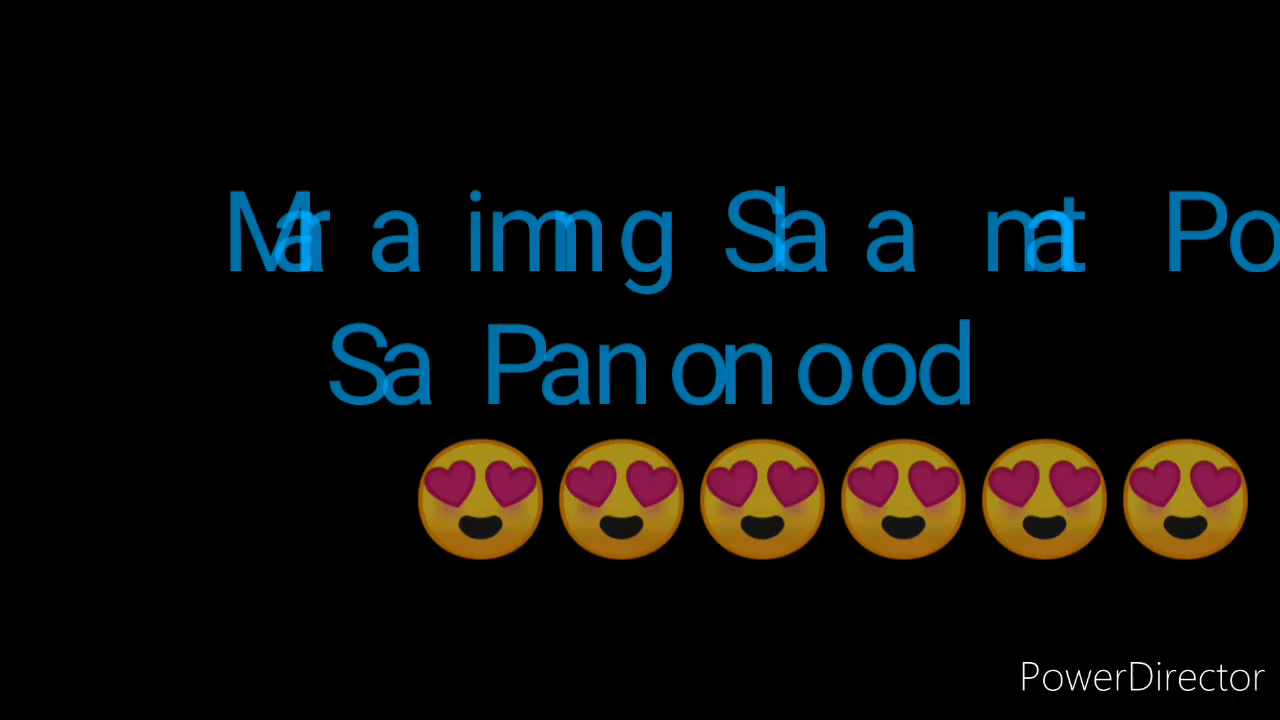 Maraming Salamat Po
Sa Panonood
😍😍😍😍😍😍
PowerDirector